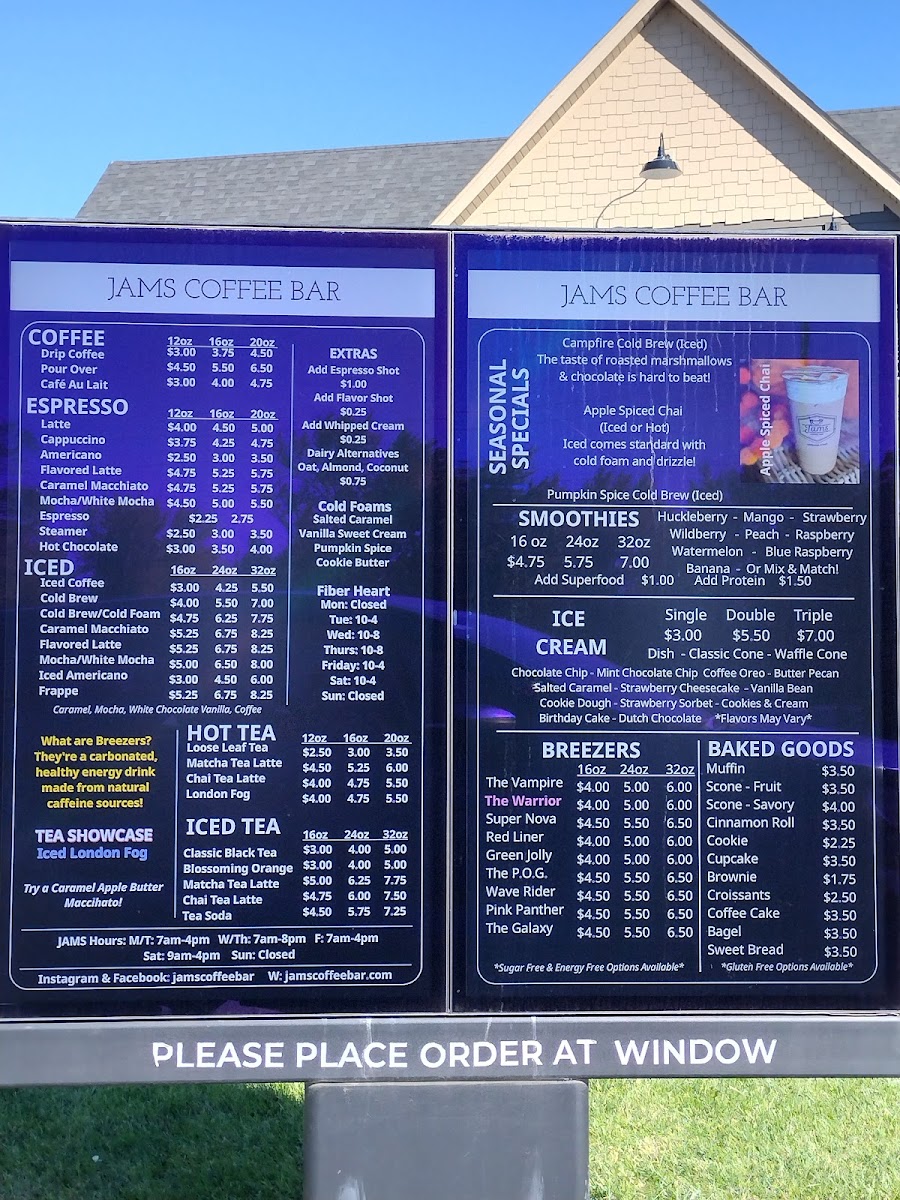 JAMS COFFEE BAR
COFFEE 12oz 16oz 20oz
Drip Coffee $3.00 3.75 4.50
Pour Over $4.50 5.50 6.50
Café Au Lait $3.00 4.00 4.75
ESPRESSO 12oz 16oz 20oz
Latte $4.00 4.50 5.00
Cappuccino $3.75 4.25 4.75
Americano $2.50 3.00 3.50
Flavored Latte $4.75 5.25 5.75
Caramel Macchiato $4.75 5.25 5.75
Mocha/White Mocha $4.50 5.00 5.50
Espresso $2.25 2.75
Steamer $2.50 3.00 3.50
Hot Chocolate $3.00 3.50 4.00
ICED 16oz 24oz 32oz
Iced Coffee $3.00 4.25 5.50
Cold Brew $4.00 5.50 7.00
Cold Brew/Cold Foam $4.75 6.25 7.75
Caramel Macchiato $5.25 6.75 8.25
Flavored Latte $5.25 6.75 8.25
Mocha/White Mocha $5.00 6.50 8.00
Iced Americano $3.00 4.50 6.00
Frappe $5.25 6.75 8.25
Caramel, Mocha, White Chocolate Vanilla, Coffee
EXTRAS
Add Espresso Shot
$1.00
Add Flavor Shot
$0.25
Add Whipped Cream
$0.25
Dairy Alternatives
Oat, Almond, Coconut
$0.75
Cold Foams
Salted Caramel
Vanilla Sweet Cream
Pumpkin Spice
Cookie Butter
Fiber Heart
Mon: Closed
Tue: 10-4
Wed: 10-8
Thurs: 10-8
Friday: 10-4
Sat: 10-4
Sun: Closed
What are Breezers?
They're a carbonated,
healthy energy drink
made from natural
caffeine sources!
TEA SHOWCASE
Iced London Fog
Try a Caramel Apple Butter
Maccihato!
HOT TEA 12oz 16oz 20oz
Loose Leaf Tea $2.50 3.00 3.50
Matcha Tea Latte $4.50 5.25 6.00
Chai Tea Latte $4.00 4.75 5.50
London Fog $4.00 4.75 5.50
ICED TEA 16oz 24oz 32oz
Classic Black Tea $3.00 4.00 5.00
Blossoming Orange $3.00 4.00 5.00
Matcha Tea Latte $5.00 6.25 7.75
Chai Tea Latte $4.75 6.00 7.50
Tea Soda $4.50 5.75 7.25
JAMS Hours: M/T: 7am-4pm W/Th: 7am-8pm F: 7am-4pm
Sat: 9am-4pm Sun: Closed
Instagram & Facebook: jamscoffeebar W: jamscoffeebar.com
JAMS COFFEE BAR
SEASONAL
SPECIALS
Campfire Cold Brew (Iced)
The taste of roasted marshmallows
& chocolate is hard to beat!
Apple Spiced Chai
(Iced or Hot)
Iced comes standard with
cold foam and drizzle!
Pumpkin Spice Cold Brew (Iced)
Apple Spiced Chai
Jams
SMOOTHIES
16 oz 24oz 32oz
$4.75 5.75 7.00
Huckleberry - Mango - Strawberry
Wildberry - Peach - Raspberry
Watermelon - Blue Raspberry
Banana - Or Mix & Match!
Add Superfood $1.00 Add Protein $1.50
ICE
CREAM
Single Double Triple
$3.00 $5.50 $7.00
Dish - Classic Cone - Waffle Cone
Chocolate Chip - Mint Chocolate Chip Coffee Oreo - Butter Pecan
Salted Caramel - Strawberry Cheesecake - Vanilla Bean
Cookie Dough - Strawberry Sorbet - Cookies & Cream
Birthday Cake - Dutch Chocolate *Flavors May Vary*
BREEZERS
16oz 24oz 32oz
The Vampire $4.00 5.00 6.00
The Warrior $4.00 5.00 6.00
Super Nova $4.50 5.50 6.50
Red Liner $4.00 5.00 6.00
Green Jolly $4.00 5.00 6.00
The P.O.G. $4.50 5.50 6.50
Wave Rider $4.50 5.50 6.50
Pink Panther $4.50 5.50 6.50
The Galaxy $4.50 5.50 6.50
*Sugar Free & Energy Free Options Available*
BAKED GOODS
Muffin $3.50
Scone - Fruit $3.50
Scone - Savory $4.00
Cinnamon Roll $3.50
Cookie $2.25
Cupcake $3.50
Brownie $1.75
Croissants $2.50
Coffee Cake $3.50
Bagel $3.50
Sweet Bread $3.50
*Gluten Free Options Available*
PLEASE PLACE ORDER AT WINDOW